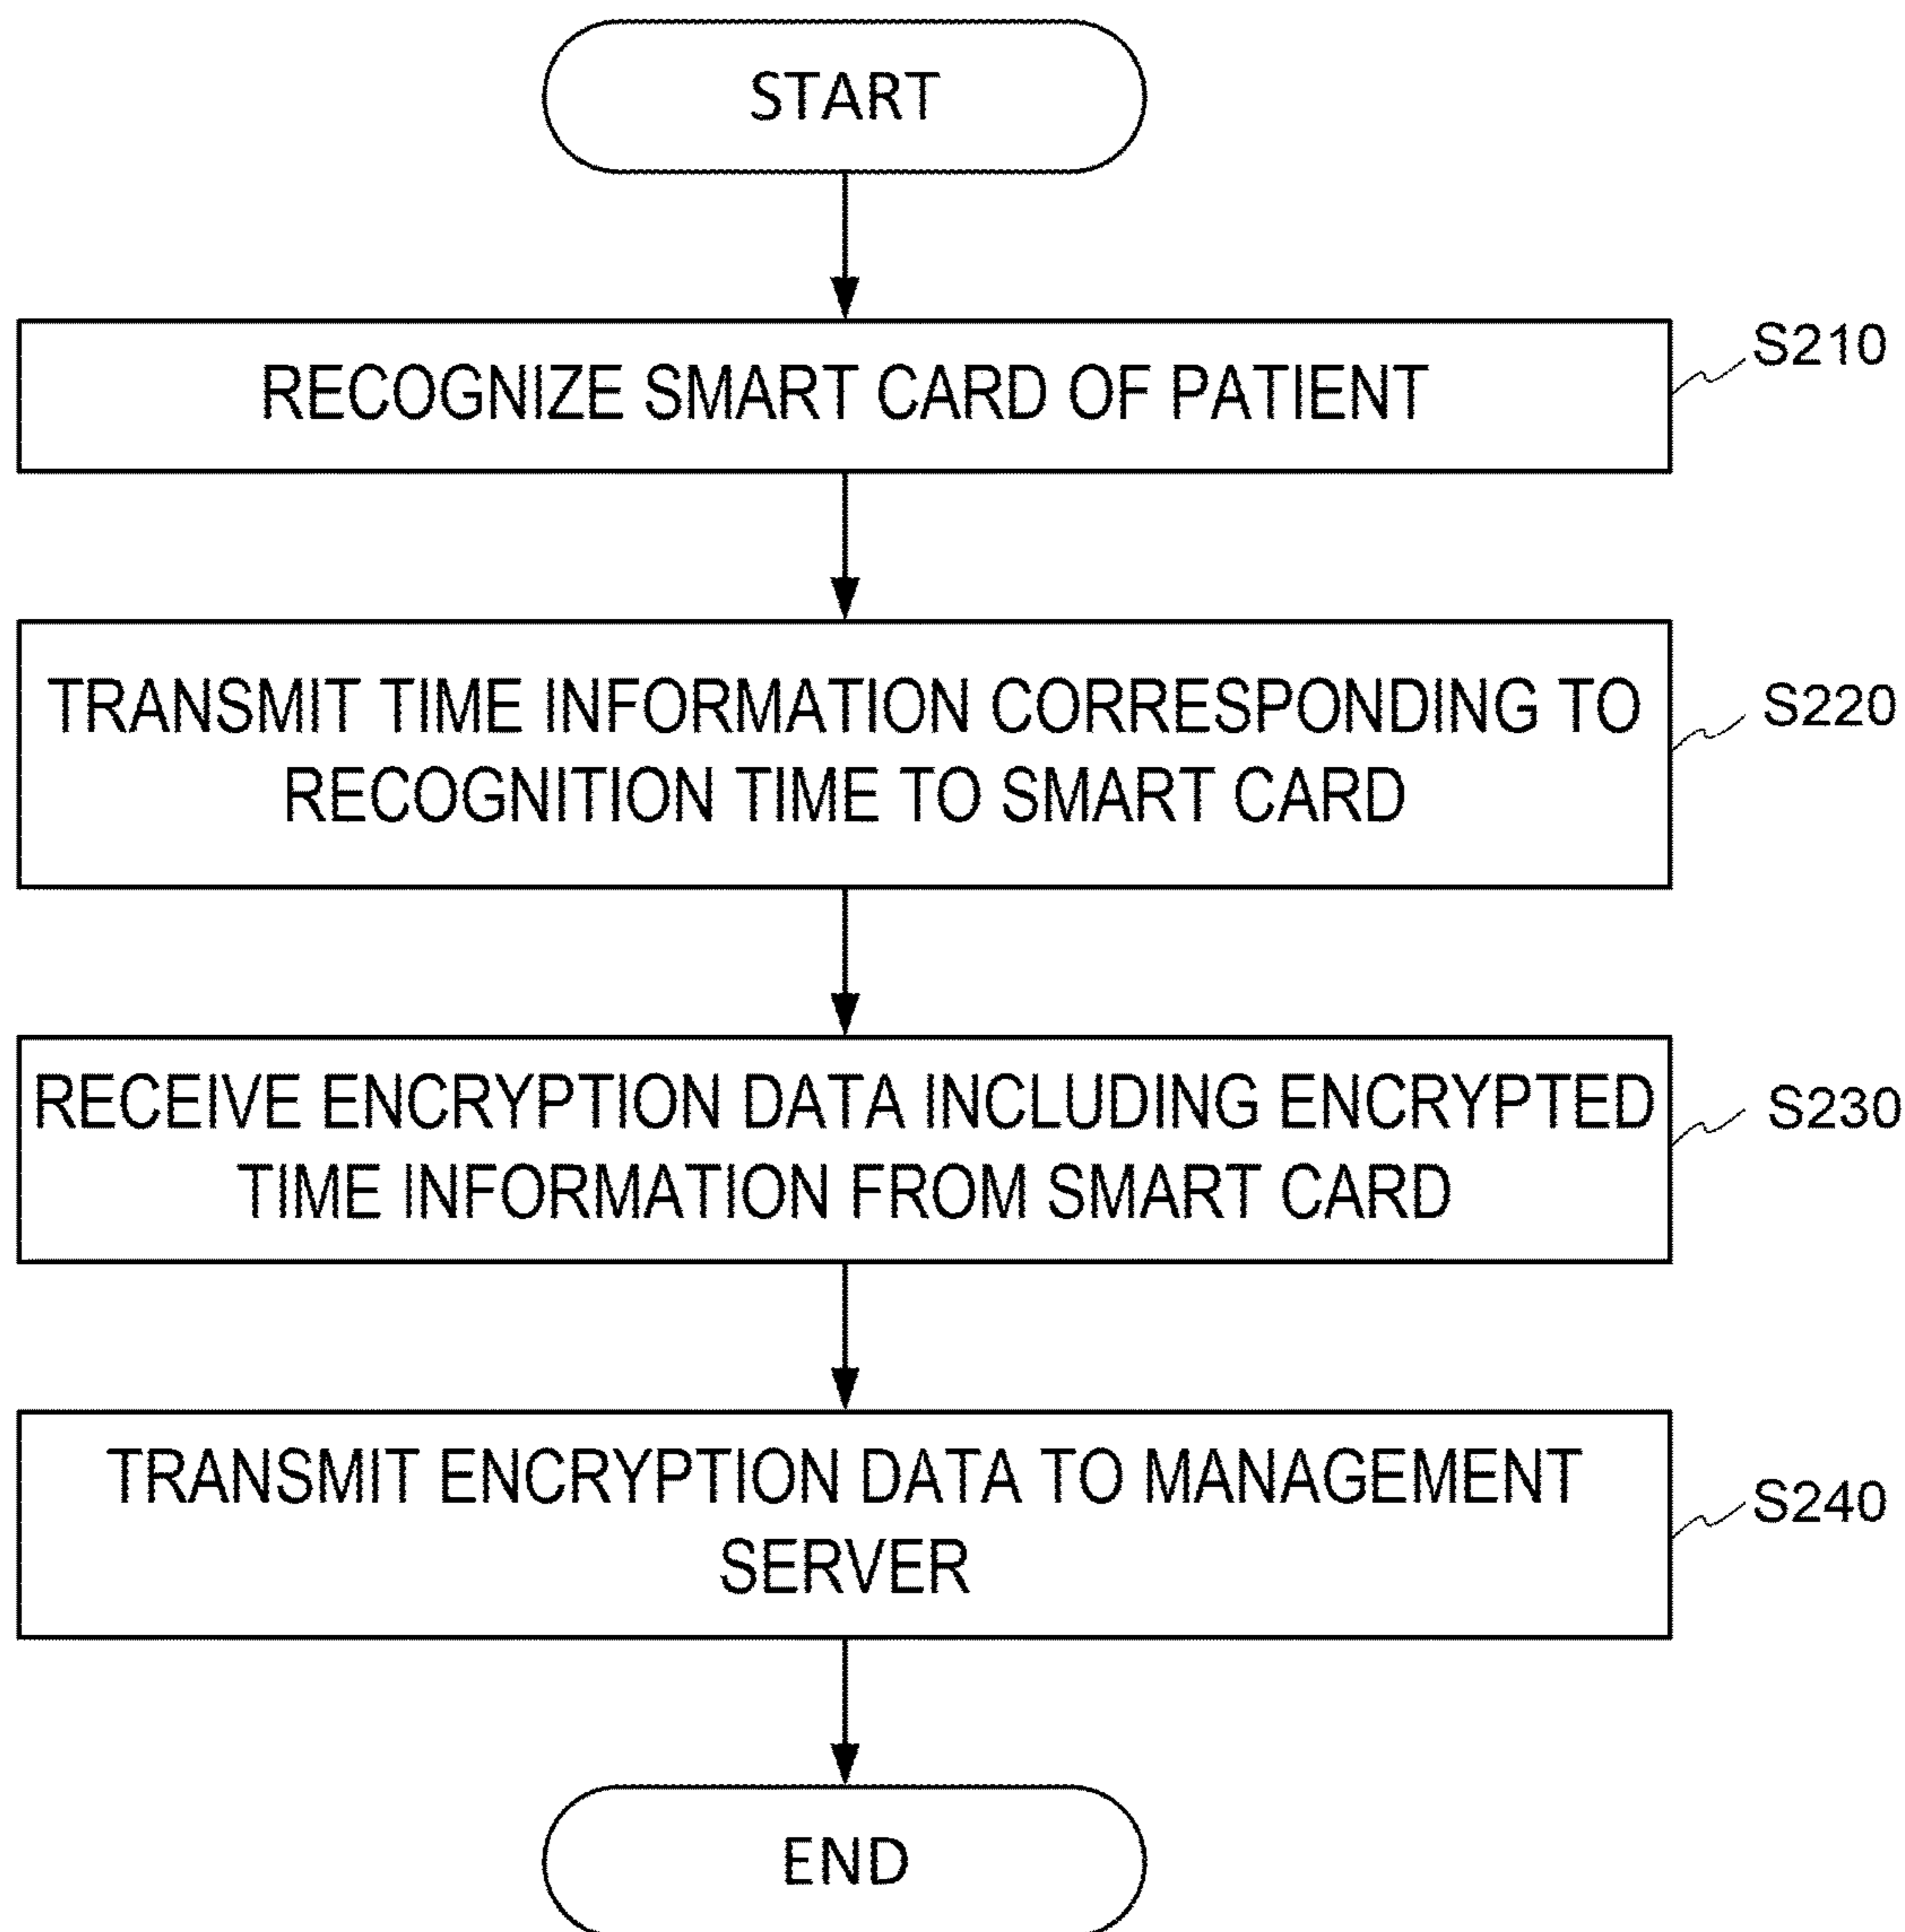 START
RECOGNIZE SMART CARD OF PATIENT
S210
TRANSMIT TIME INFORMATION CORRESPONDING TO
RECOGNITION TIME TO SMART CARD
S220
RECEIVE ENCRYPTION DATA INCLUDING ENCRYPTED
TIME INFORMATION FROM SMART CARD
S230
TRANSMIT ENCRYPTION DATA TO MANAGEMENT
SERVER
S240
END